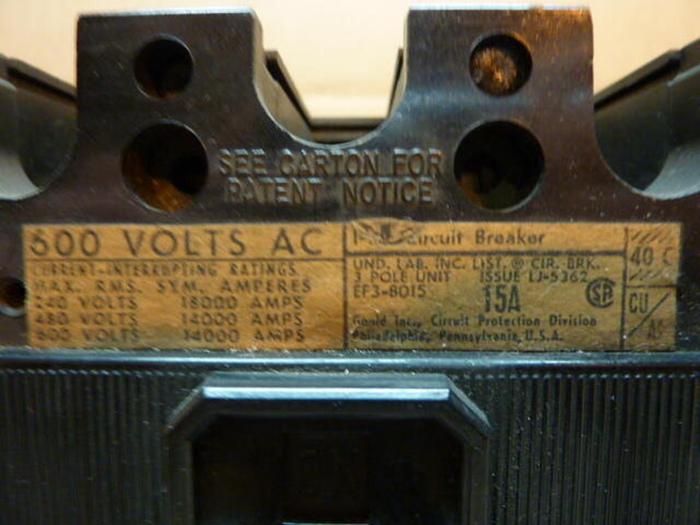 SEE CARTON FOR
PATENT NOTICE
600 VOLTS AC
CURRENT-INTERRUPTING RATINGS
MAX. RMS. SYM. AMPERES
240 VOLTS 18000 AMPS
480 VOLTS 14000 AMPS
600 VOLTS 14000 AMPS
Circuit Breaker
UND. LAB. INC. LIST. ® CIR. BRK.
3 POLE UNIT ISSUE LJ-5362
EF3-B015 15A
Gould Inc., Circuit Protection Division
Philadelphia, Pennsylvania, U.S.A.
40 C
CU/
ON